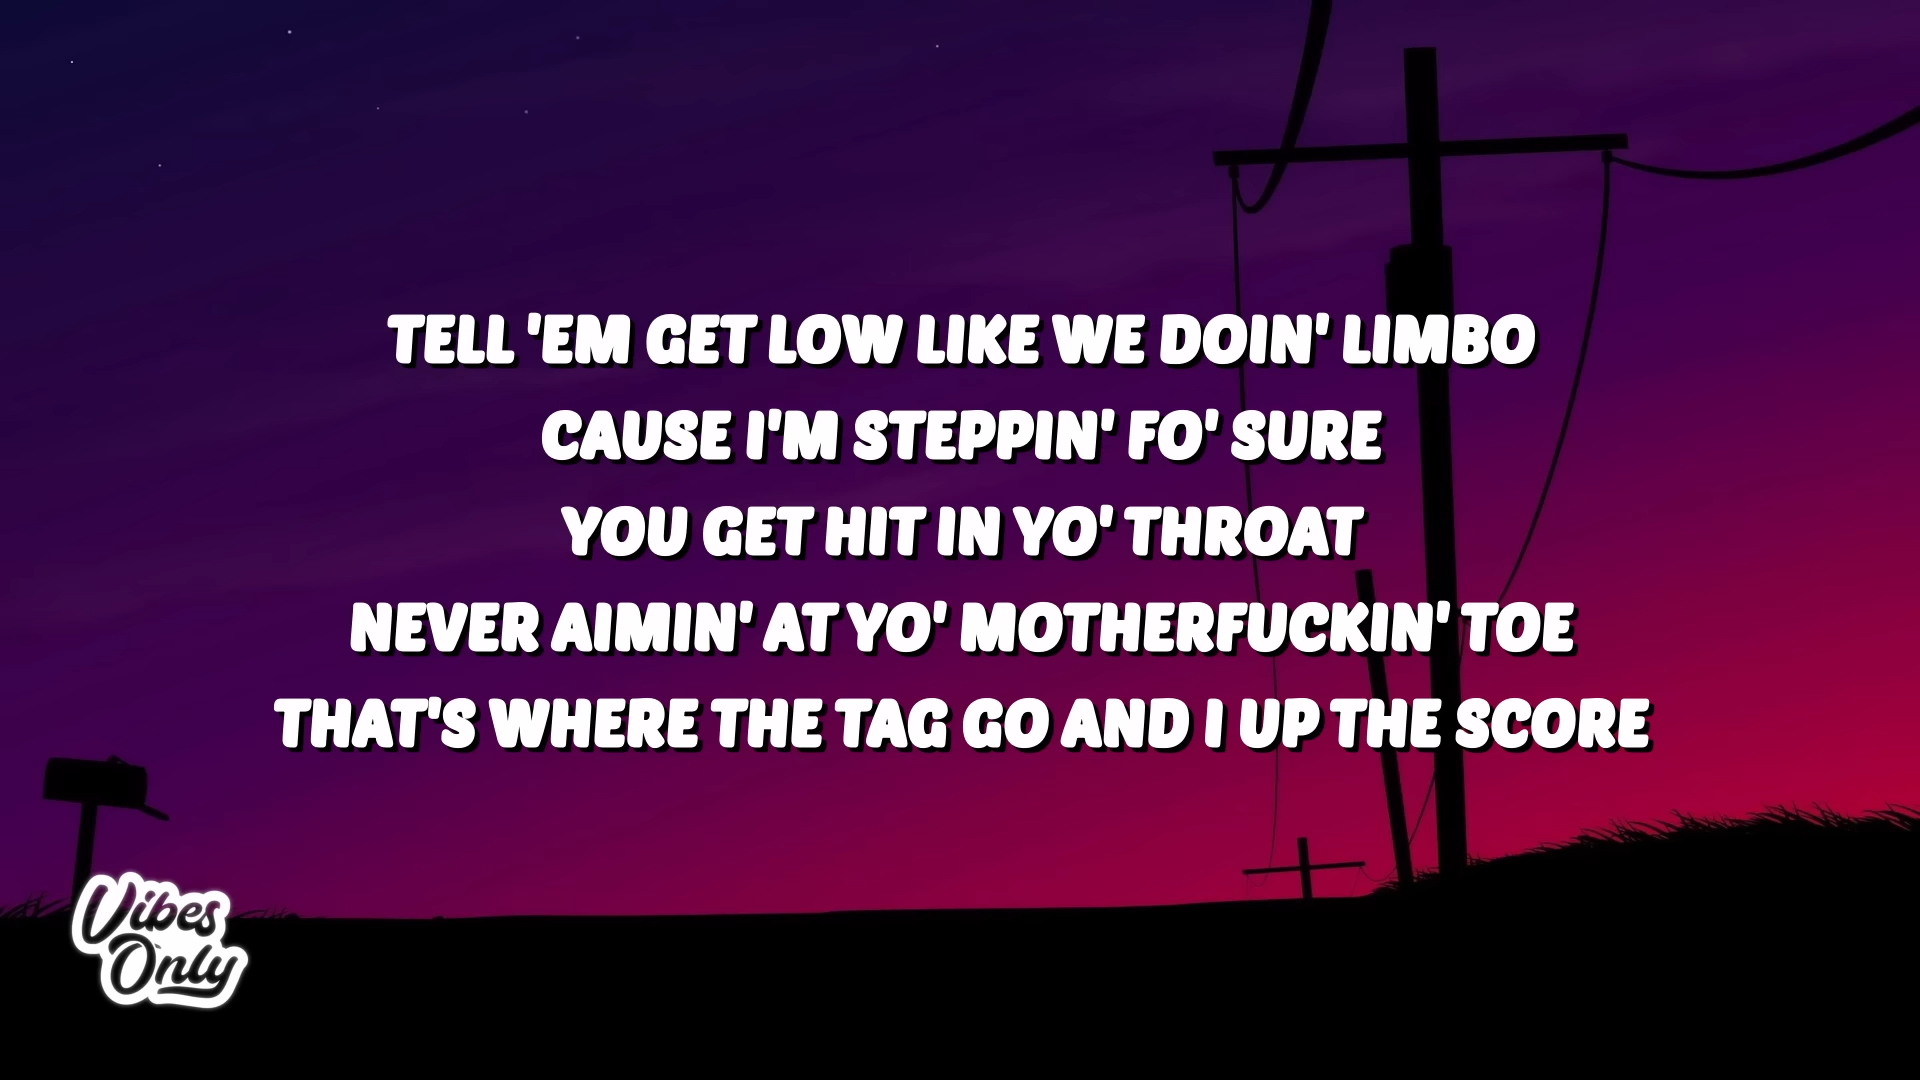 TELL 'EM GET LOW LIKE WE DOIN' LIMBO
CAUSE I'M STEPPIN' FO' SURE
YOU GET HIT IN YO' THROAT
NEVER AIMIN' AT YO' MOTHERFUCKIN' TOE
THAT'S WHERE THE TAG GO AND I UP THE SCORE
Vibes
Only